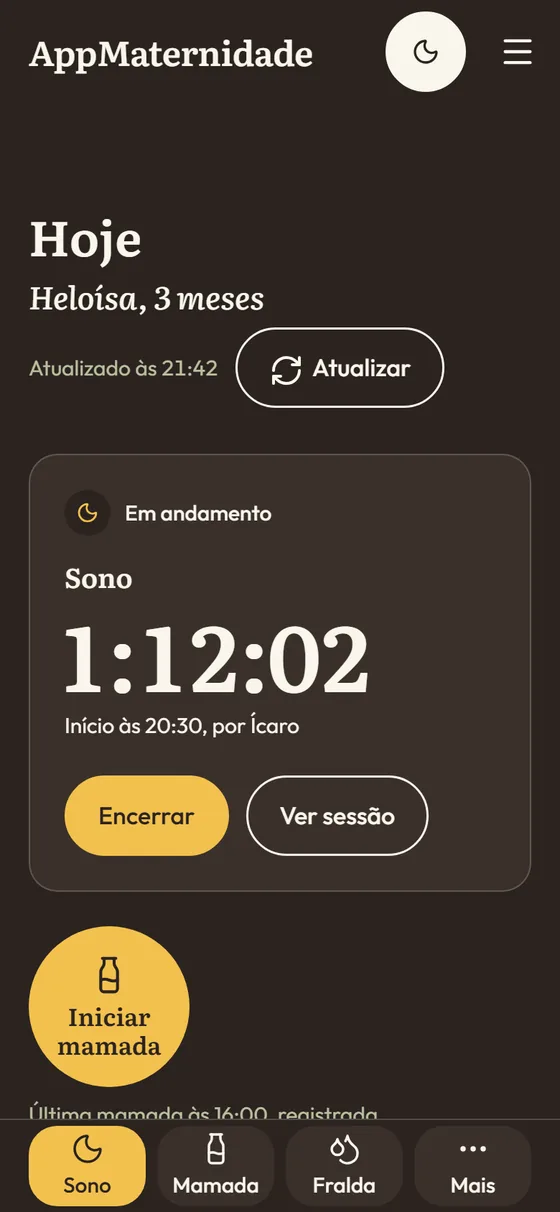 AppMaternidade
Hoje
Heloísa, 3 meses
Atualizado às 21:42
Atualizar
Em andamento
Sono
1:12:02
Início às 20:30, por Ícaro
Encerrar
Ver sessão
Iniciar
mamada
Última mamada às 16:00, registrada
Sono
Mamada
Fralda
Mais